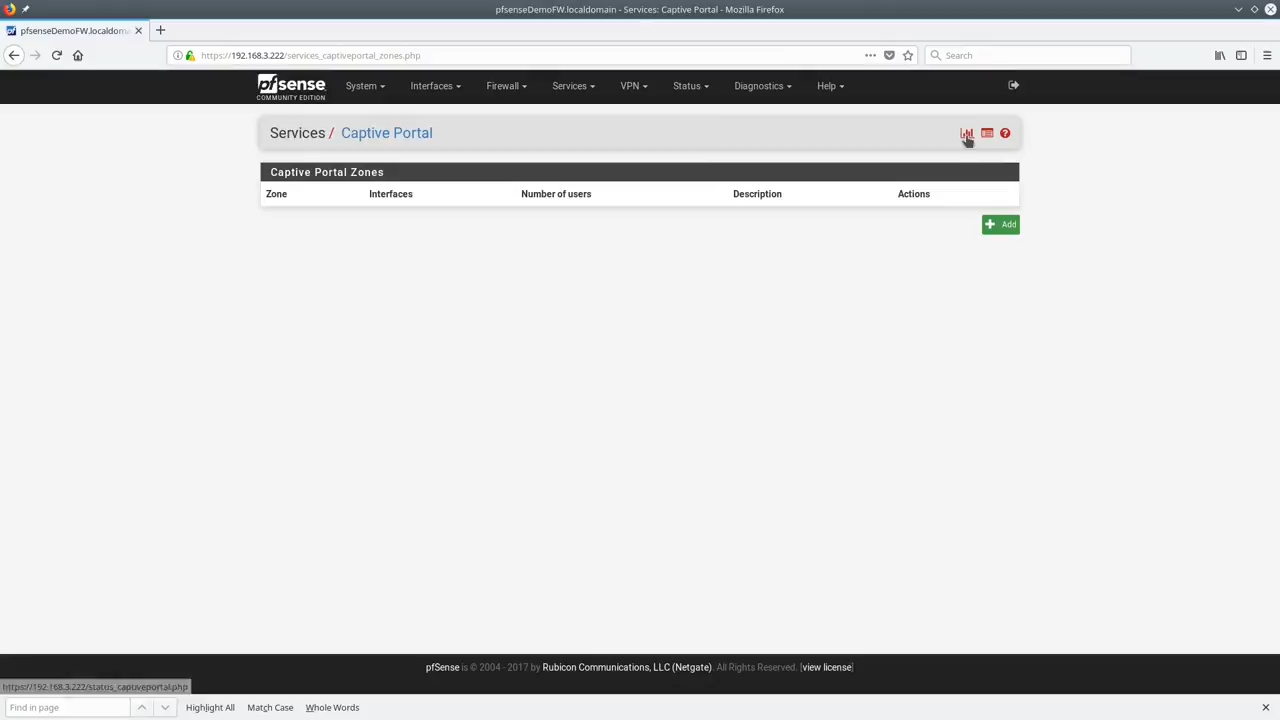 pfsenseDemoFW.localdomain - Services: Captive Portal - Mozilla Firefox
pfsenseDemoFW.localdoma
https://192.168.3.222/services_captiveportal_zones.php
Search
pfsense
COMMUNITY EDITION
System
Interfaces
Firewall
Services
VPN
Status
Diagnostics
Help
Services / Captive Portal
Captive Portal Zones
Zone Interfaces Number of users Description Actions
Add
pfSense is © 2004 - 2017 by Rubicon Communications, LLC (Netgate). All Rights Reserved. [view license]
https://192.168.3.222/status_captiveportal.php
Find in page
Highlight All
Match Case
Whole Words